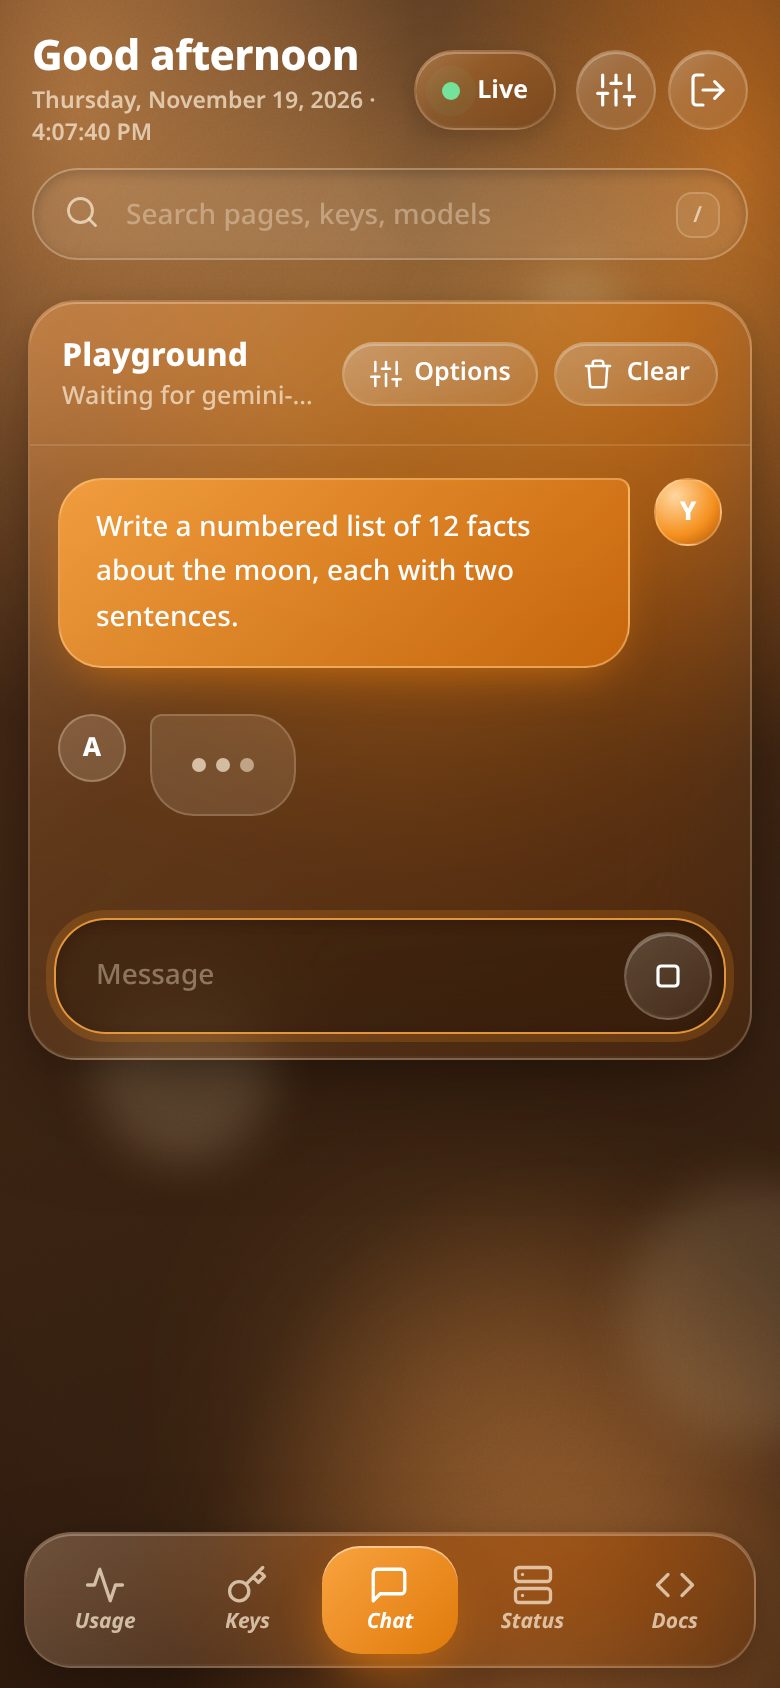 Good afternoon
Thursday, November 19, 2026 ·
4:07:40 PM
Live
Search pages, keys, models
/
Playground
Waiting for gemini-...
Options
Clear
Write a numbered list of 12 facts
about the moon, each with two
sentences.
Y
A
Message
Usage
Keys
Chat
Status
Docs